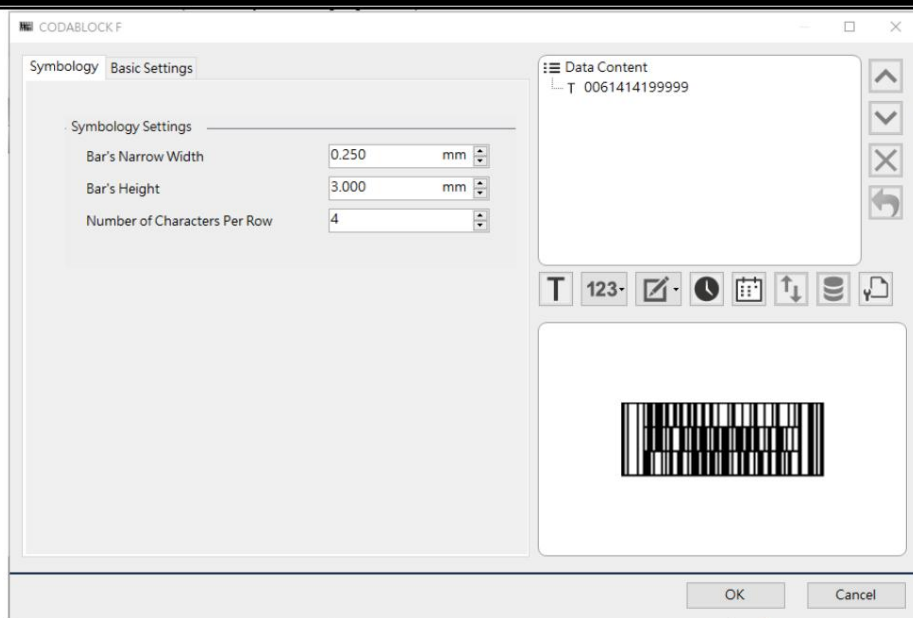 CODABLOCK F
Symbology Basic Settings
Symbology Settings
Bar's Narrow Width 0.250 mm
Bar's Height 3.000 mm
Number of Characters Per Row 4
Data Content
T 0061414199999
T 123
OK Cancel